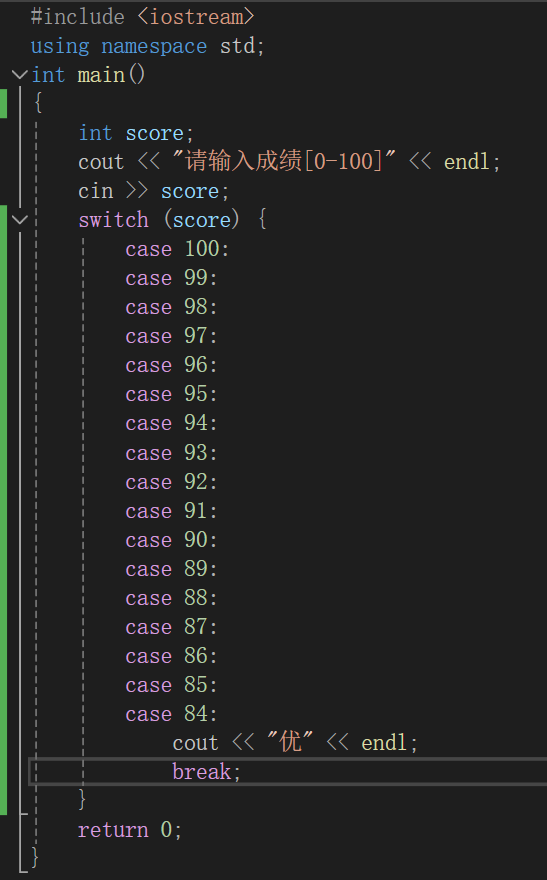 #include <iostream>
using namespace std;
int main()
{
int score;
cout << "请输入成绩[0-100]" << endl;
cin >> score;
switch (score) {
case 100:
case 99:
case 98:
case 97:
case 96:
case 95:
case 94:
case 93:
case 92:
case 91:
case 90:
case 89:
case 88:
case 87:
case 86:
case 85:
case 84:
cout << "优" << endl;
break;
}
return 0;
}